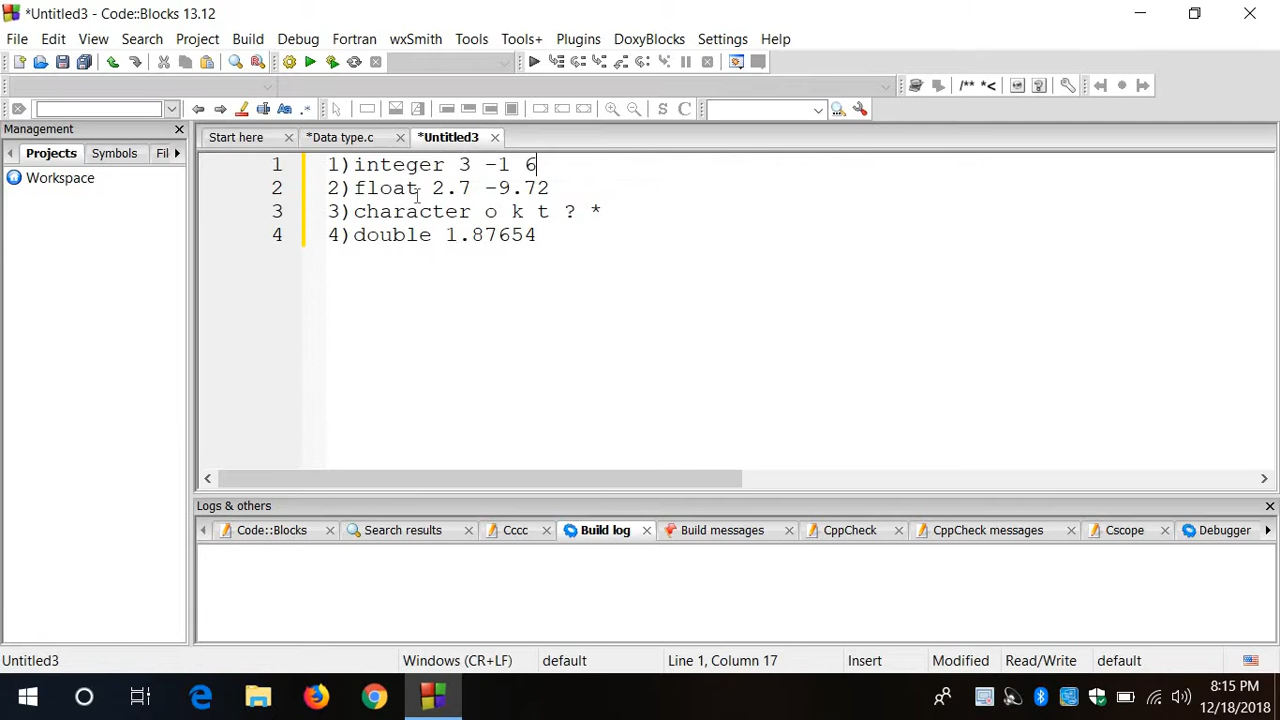 *Untitled3 - Code::Blocks 13.12
File Edit View Search Project Build Debug Fortran wxSmith Tools Tools+ Plugins DoxyBlocks Settings Help
/** *<
S C
Management
Projects Symbols Fil
Workspace
Start here *Data type.c *Untitled3
1 1)integer 3 -1 6
2 2)float 2.7 -9.72
3 3)character o k t ? *
4 4)double 1.87654
Logs & others
Code::Blocks Search results Cccc Build log Build messages CppCheck CppCheck messages Cscope Debugger
Untitled3 Windows (CR+LF) default Line 1, Column 17 Insert Modified Read/Write default
8:15 PM
12/18/2018